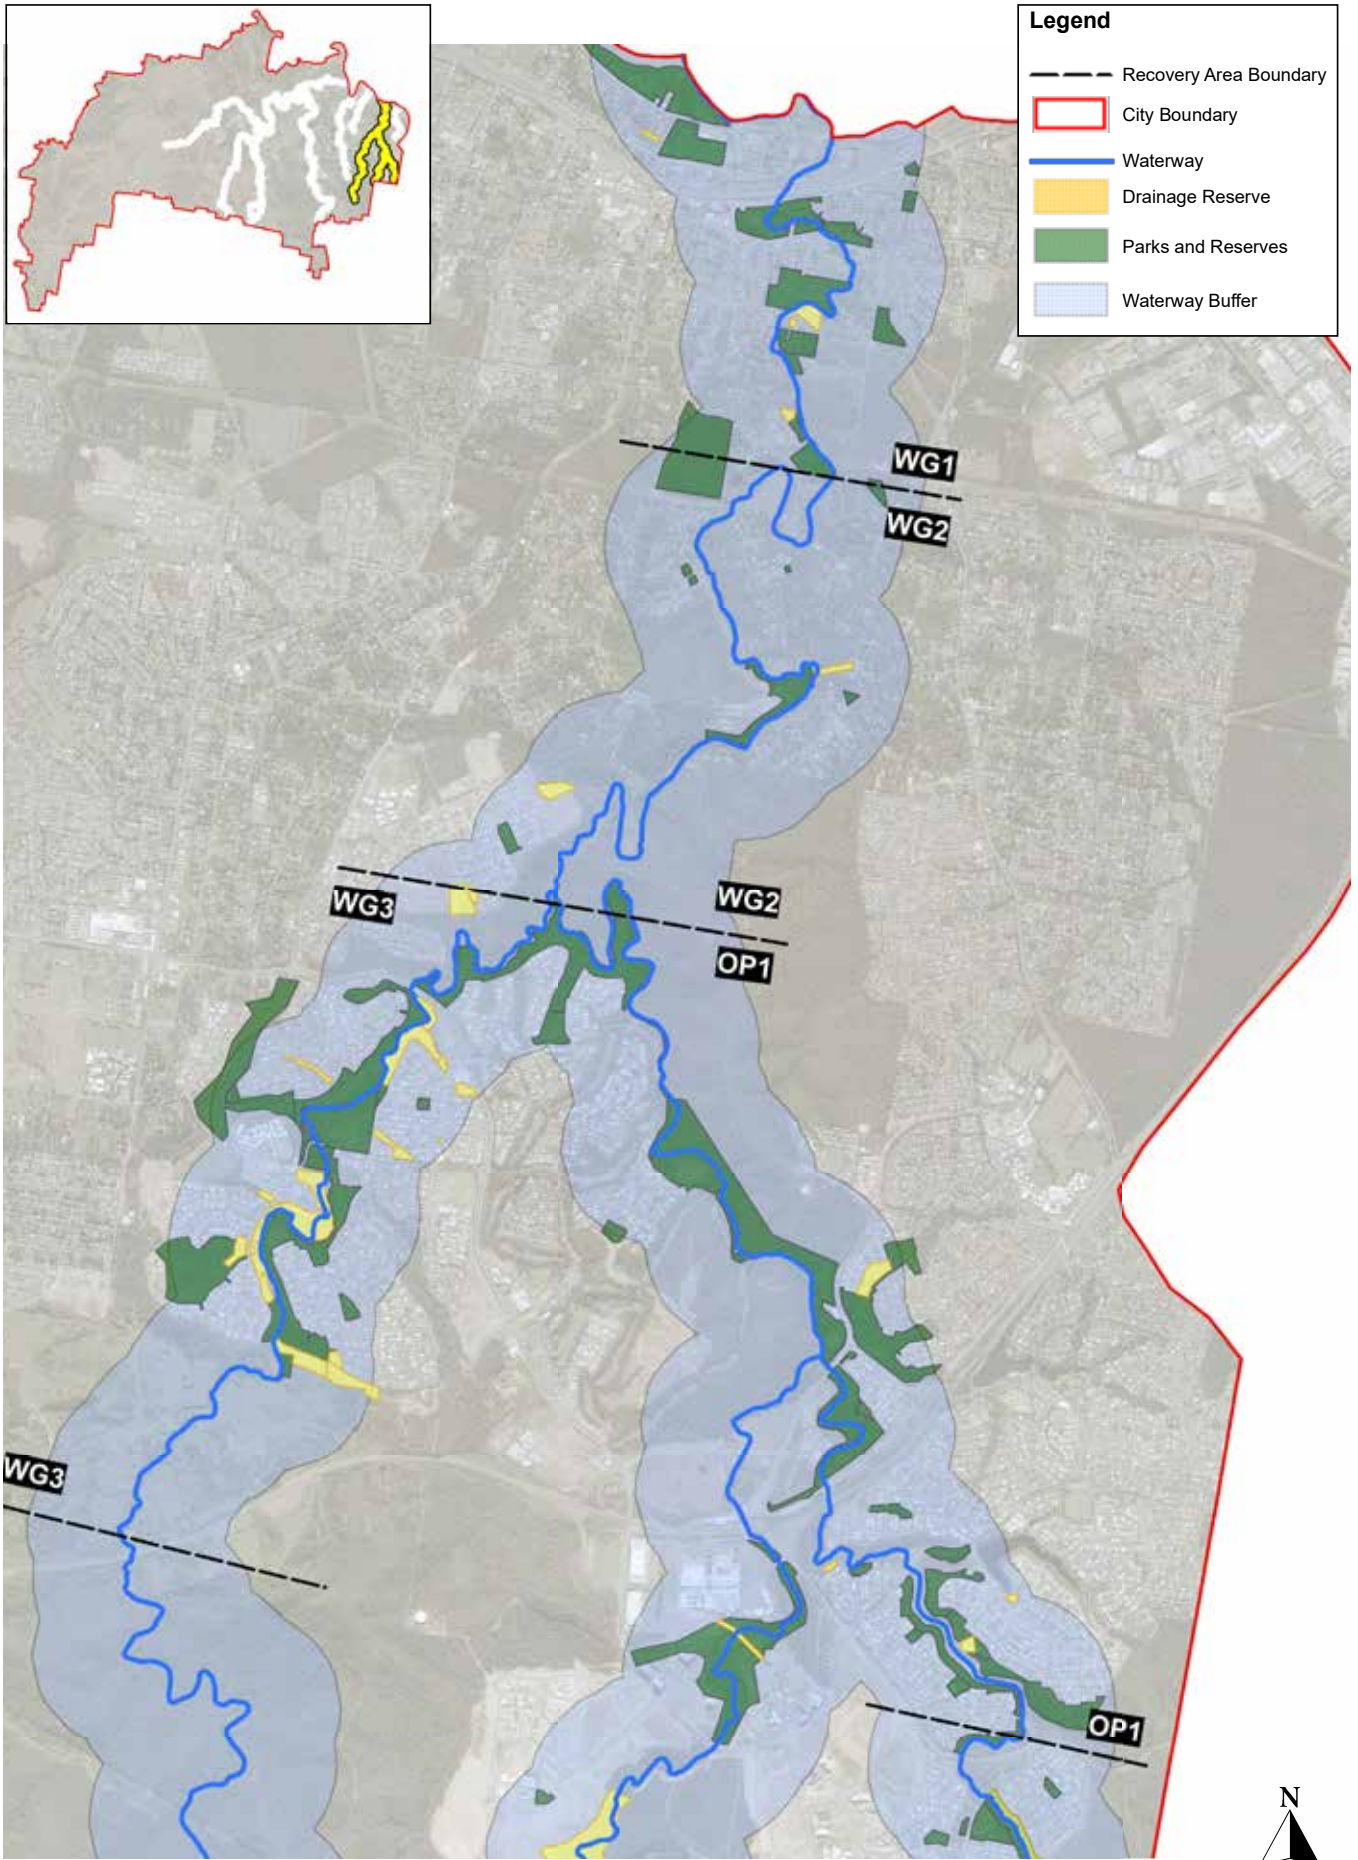 Legend
Recovery Area Boundary
City Boundary
Waterway
Drainage Reserve
Parks and Reserves
Waterway Buffer
WG1
WG2
WG3
WG2
OP1
WG3
OP1
N